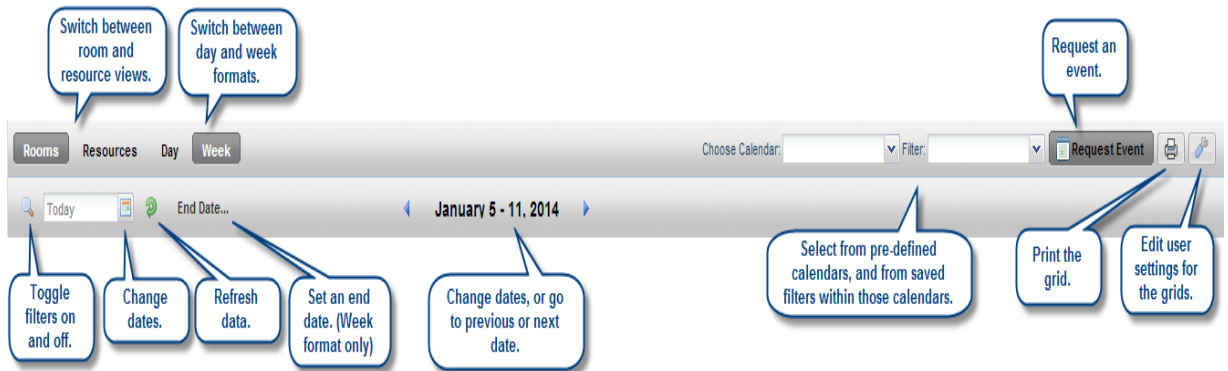 Switch between
room and
resource views.
Switch between
day and week
formats.
Request an
event.
Rooms Resources Day Week Choose Calendar: Filter: Request Event
Today End Date... January 5 - 11, 2014
Toggle
filters on
and off.
Change
dates.
Refresh
data.
Set an end
date. (Week
format only)
Change dates, or go
to previous or next
date.
Select from pre-defined
calendars, and from saved
filters within those calendars.
Print the
grid.
Edit user
settings for
the grids.